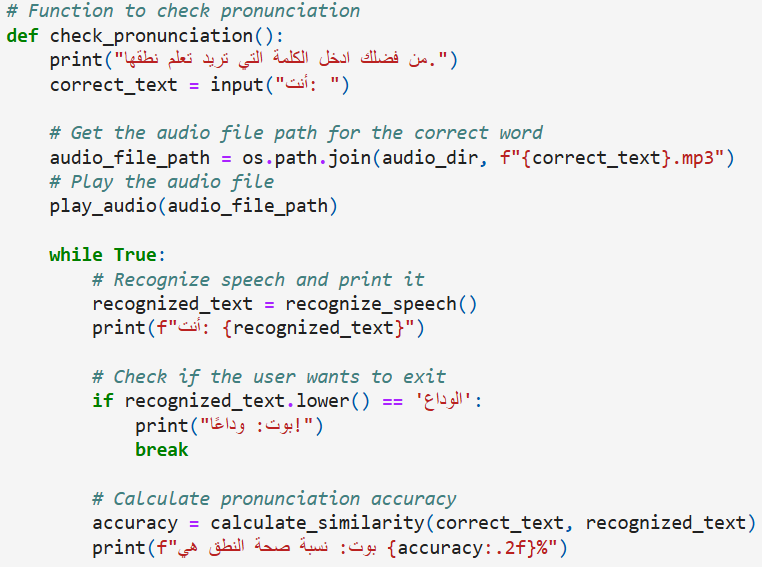 # Function to check pronunciation
def check_pronunciation():
    print("من فضلك ادخل الكلمة التي تريد تعلم نطقها.")
    correct_text = input("أنت: ")
    # Get the audio file path for the correct word
    audio_file_path = os.path.join(audio_dir, f"{correct_text}.mp3")
    # Play the audio file
    play_audio(audio_file_path)
    while True:
        # Recognize speech and print it
        recognized_text = recognize_speech()
        print(f"أنت: {recognized_text}")
        # Check if the user wants to exit
        if recognized_text.lower() == 'الوداع':
            print("بوت: وداعًا!")
            break
        # Calculate pronunciation accuracy
        accuracy = calculate_similarity(correct_text, recognized_text)
        print(f"بوت: نسبة صحة النطق هي {accuracy:.2f}%")